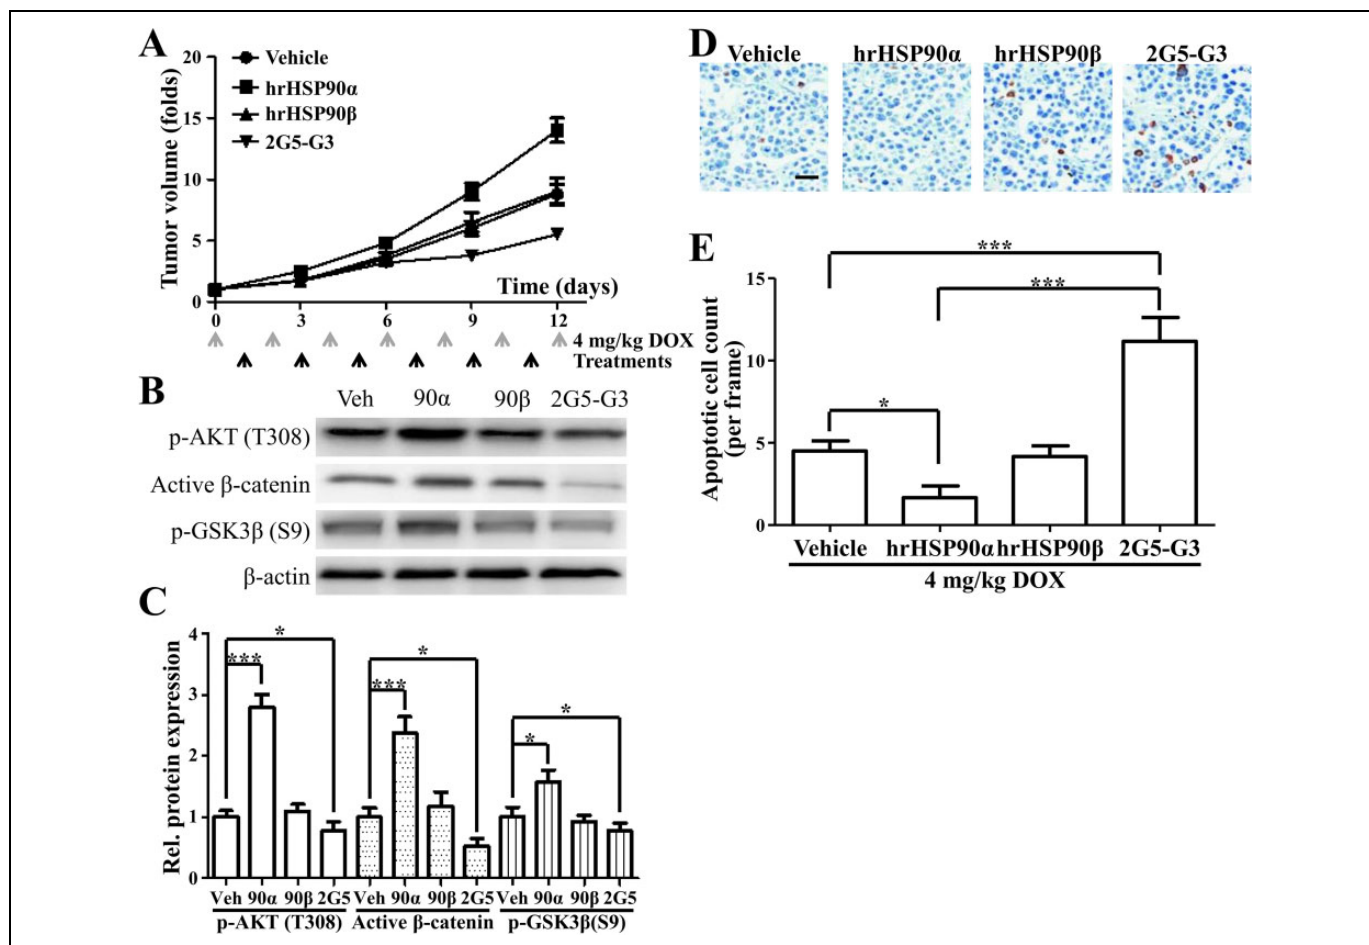 A
Tumor volume (folds)
20
15
10
5
0
Vehicle
hrHSP90α
hrHSP90β
2G5-G3
Time (days)
0 3 6 9 12
4 mg/kg DOX
Treatments
B
Veh 90α 90β 2G5-G3
p-AKT (T308)
Active β-catenin
p-GSK3β (S9)
β-actin
C
Rel. protein expression
4
3
2
1
0
*
***
*
***
*
*
Veh 90α 90β 2G5 Veh 90α 90β 2G5 Veh 90α 90β 2G5
p-AKT (T308) Active β-catenin p-GSK3β(S9)
D
Vehicle hrHSP90α hrHSP90β 2G5-G3
E
Apoptotic cell count
(per frame)
15
10
5
0
***
***
*
Vehicle hrHSP90α hrHSP90β 2G5-G3
4 mg/kg DOX